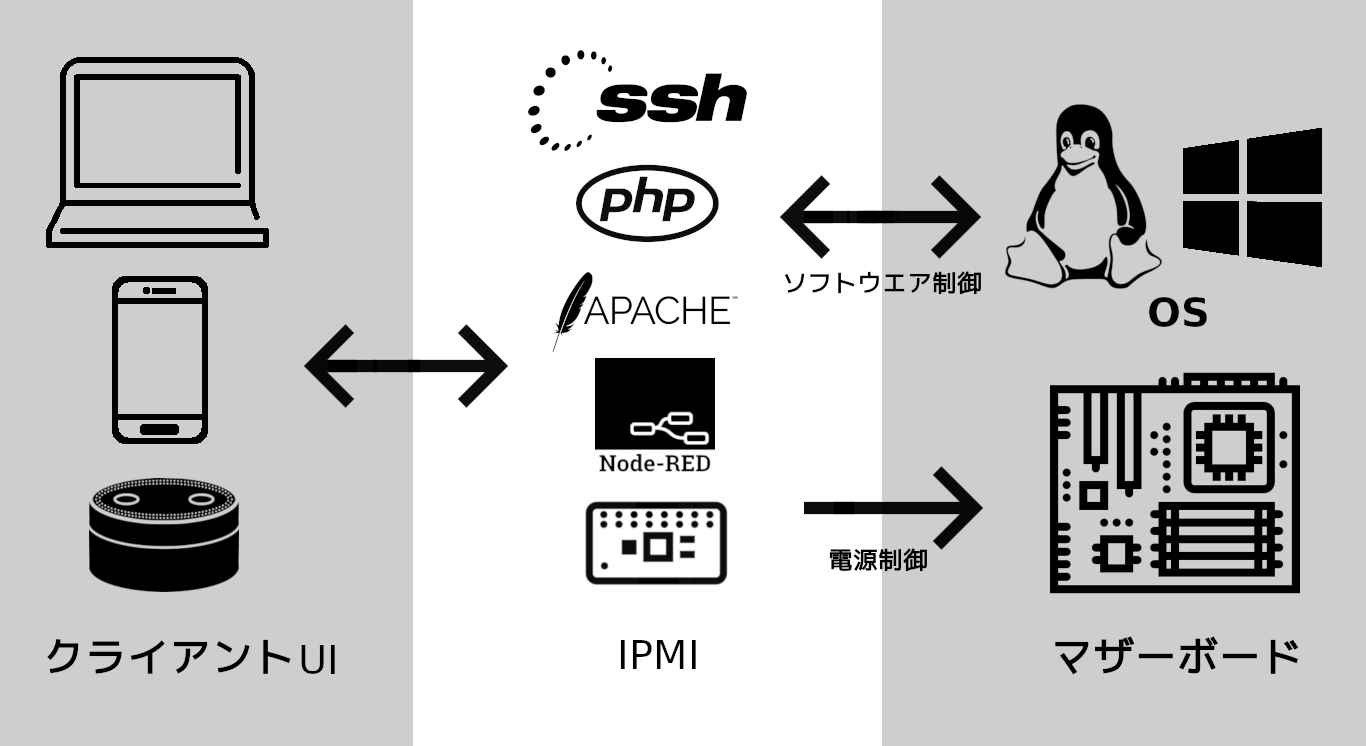 ssh
php
APACHE™
Node-RED
ソフトウエア制御
電源制御
OS
クライアントUI
IPMI
マザーボード